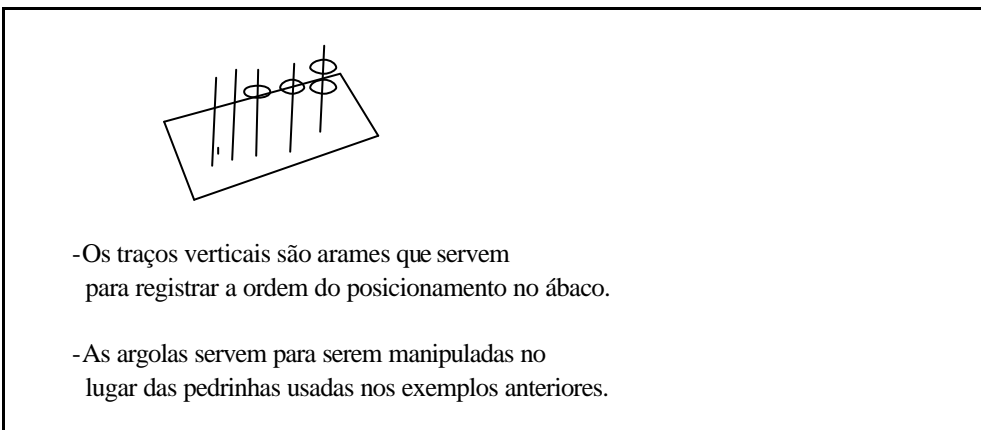 -Os traços verticais são arames que servem
para registrar a ordem do posicionamento no ábaco.
-As argolas servem para serem manipuladas no
lugar das pedrinhas usadas nos exemplos anteriores.